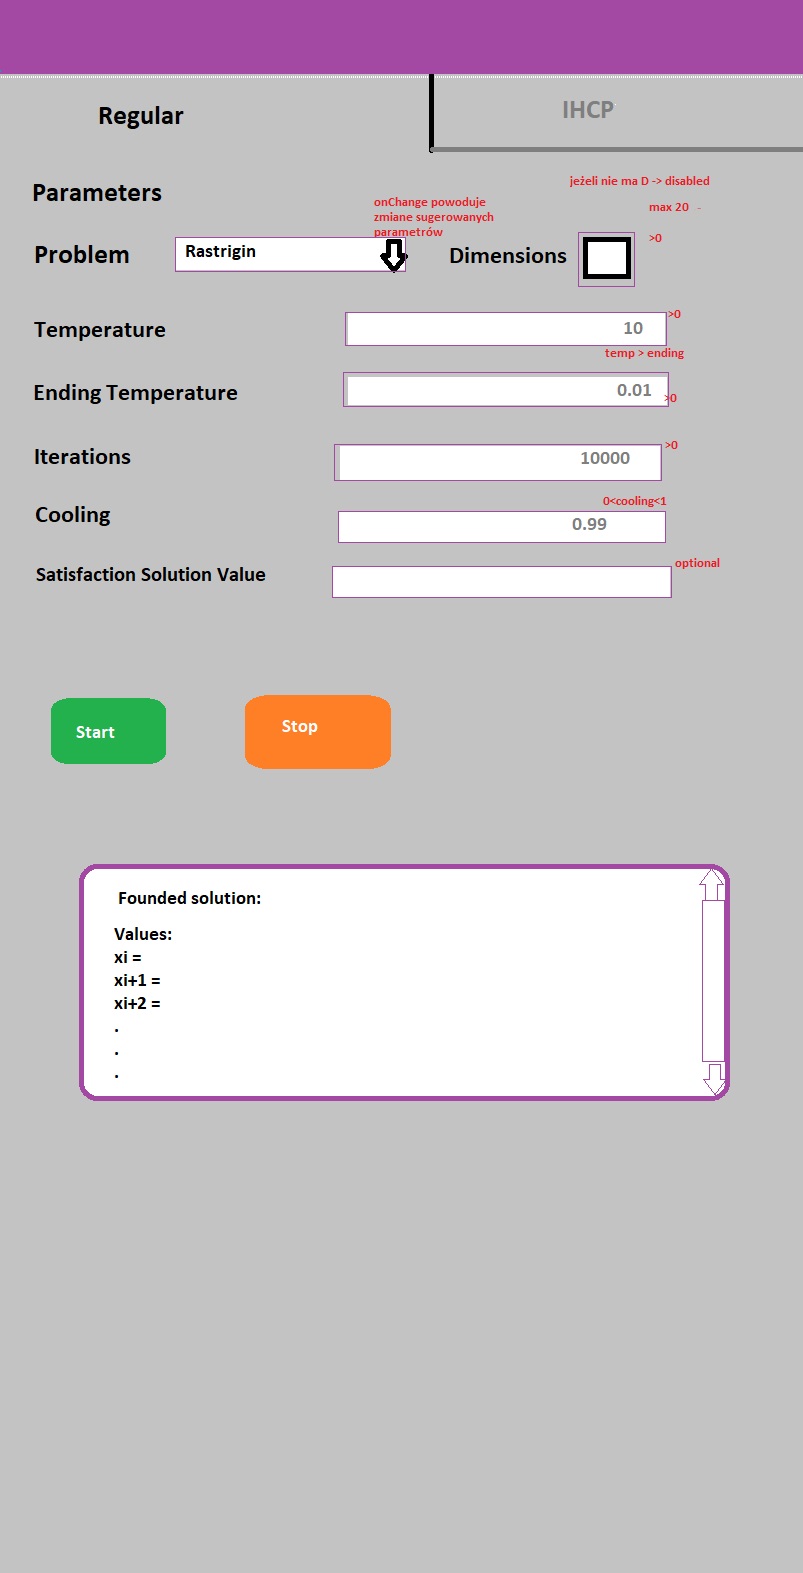 Regular
IHCP
Parameters
jeżeli nie ma D -> disabled
onChange powoduje
zmiane sugerowanych
parametrów
max 20 -
>0
Problem
Rastrigin
Dimensions
Temperature
10
>0
temp > ending
Ending Temperature
0.01
>0
Iterations
10000
>0
0<cooling<1
Cooling
0.99
optional
Satisfaction Solution Value
Start
Stop
Founded solution:
Values:
xi =
xi+1 =
xi+2 =
.
.
.